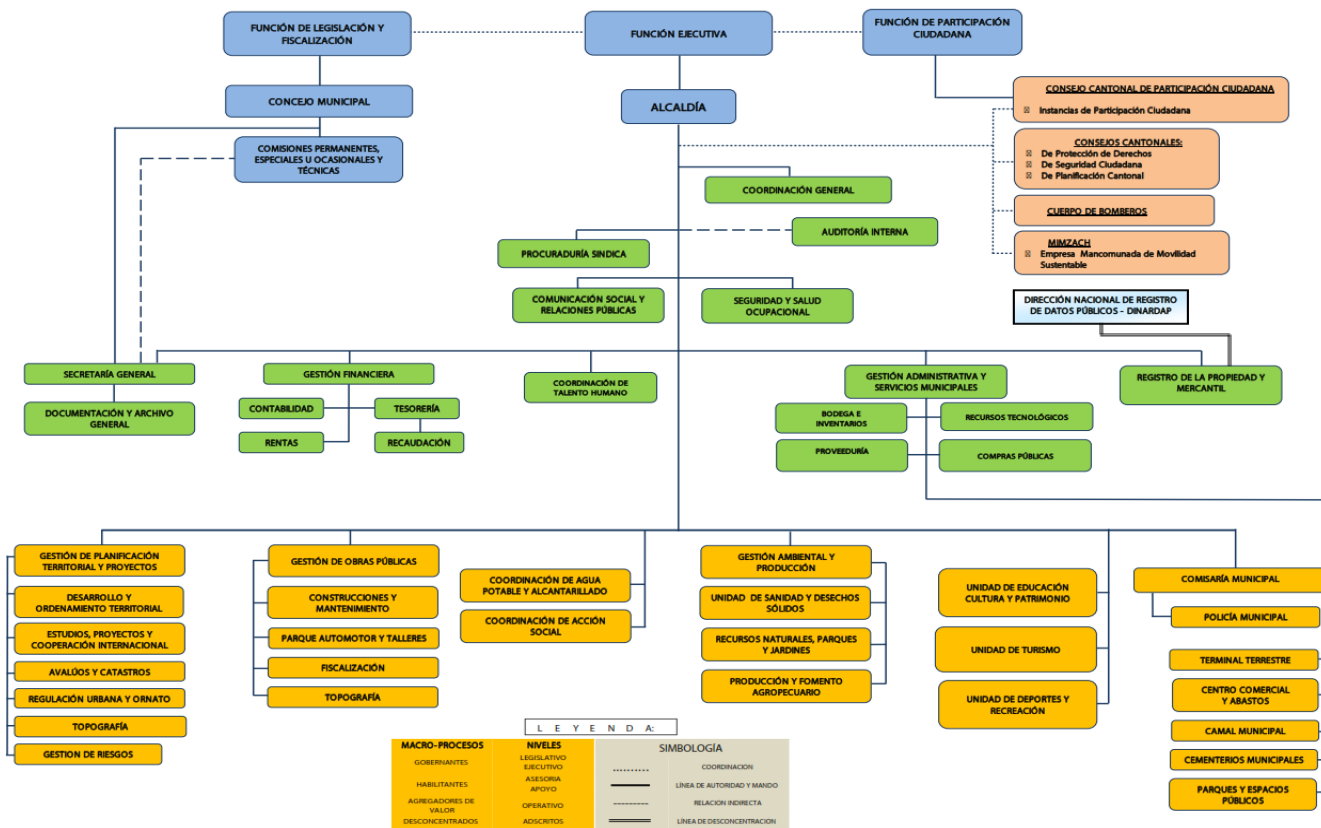 FUNCIÓN DE LEGISLACIÓN Y
FISCALIZACIÓN
FUNCIÓN EJECUTIVA
FUNCIÓN DE PARTICIPACIÓN
CIUDADANA
CONCEJO MUNICIPAL
ALCALDÍA
CONSEJO CANTONAL DE PARTICIPACIÓN CIUDADANA
Instancias de Participación Ciudadana
COMISIONES PERMANENTES,
ESPECIALES U OCASIONALES Y
TÉCNICAS
CONSEJOS CANTONALES:
De Protección de Derechos
De Seguridad Ciudadana
De Planificación Cantonal
COORDINACIÓN GENERAL
CUERPO DE BOMBEROS
AUDITORÍA INTERNA
PROCURADURÍA SINDICA
MIMZACH
Empresa Mancomunada de Movilidad
Sustentable
COMUNICACIÓN SOCIAL Y
RELACIONES PÚBLICAS
SEGURIDAD Y SALUD
OCUPACIONAL
DIRECCIÓN NACIONAL DE REGISTRO
DE DATOS PÚBLICOS - DINARDAP
SECRETARÍA GENERAL
GESTIÓN FINANCIERA
COORDINACIÓN DE
TALENTO HUMANO
GESTIÓN ADMINISTRATIVA Y
SERVICIOS MUNICIPALES
REGISTRO DE LA PROPIEDAD Y
MERCANTIL
DOCUMENTACIÓN Y ARCHIVO
GENERAL
CONTABILIDAD
TESORERÍA
RENTAS
RECAUDACIÓN
BODEGA E
INVENTARIOS
RECURSOS TECNOLÓGICOS
PROVEEDURÍA
COMPRAS PÚBLICAS
GESTIÓN DE PLANIFICACIÓN
TERRITORIAL Y PROYECTOS
DESARROLLO Y
ORDENAMIENTO TERRITORIAL
ESTUDIOS, PROYECTOS Y
COOPERACIÓN INTERNACIONAL
AVALÚOS Y CATASTROS
REGULACIÓN URBANA Y ORNATO
TOPOGRAFÍA
GESTION DE RIESGOS
GESTIÓN DE OBRAS PÚBLICAS
CONSTRUCCIONES Y
MANTENIMIENTO
PARQUE AUTOMOTOR Y TALLERES
FISCALIZACIÓN
TOPOGRAFÍA
COORDINACIÓN DE AGUA
POTABLE Y ALCANTARILLADO
COORDINACIÓN DE ACCIÓN
SOCIAL
GESTIÓN AMBIENTAL Y
PRODUCCIÓN
UNIDAD DE SANIDAD Y DESECHOS
SÓLIDOS
RECURSOS NATURALES, PARQUES
Y JARDINES
PRODUCCIÓN Y FOMENTO
AGROPECUARIO
UNIDAD DE EDUCACIÓN
CULTURA Y PATRIMONIO
UNIDAD DE TURISMO
UNIDAD DE DEPORTES Y
RECREACIÓN
COMISARÍA MUNICIPAL
POLICÍA MUNICIPAL
TERMINAL TERRESTRE
CENTRO COMERCIAL
Y ABASTOS
CAMAL MUNICIPAL
CEMENTERIOS MUNICIPALES
PARQUES Y ESPACIOS
PÚBLICOS
L E Y E N D A:
MACRO-PROCESOS
NIVELES
SIMBOLOGÍA
GOBERNANTES
LEGISLATIVO
EJECUTIVO
COORDINACION
HABILITANTES
ASESORIA
APOYO
LÍNEA DE AUTORIDAD Y MANDO
AGREGADORES DE
VALOR
OPERATIVO
RELACION INDIRECTA
DESCONCENTRADOS
ADSCRITOS
LÍNEA DE DESCONCENTRACION